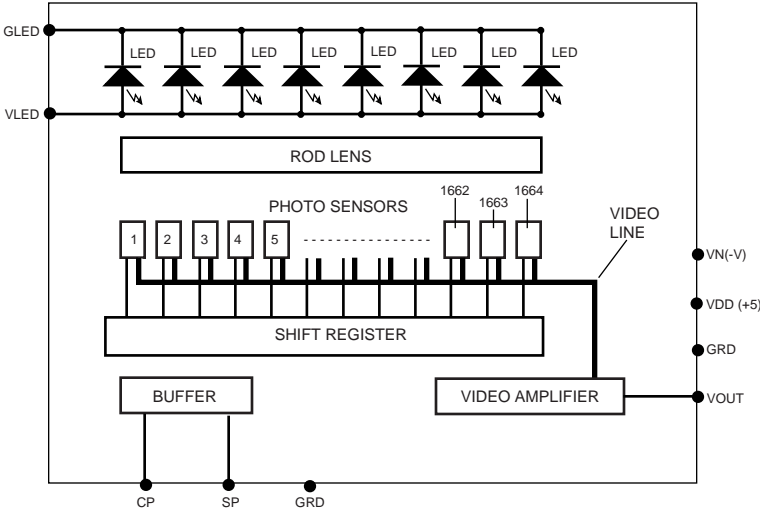 GLED
LED LED LED LED LED LED LED LED
VLED
ROD LENS
PHOTO SENSORS
1662
1663
1664
VIDEO
LINE
1 2 3 4 5
VN(-V)
VDD (+5)
SHIFT REGISTER
GRD
BUFFER
VIDEO AMPLIFIER
VOUT
CP SP GRD